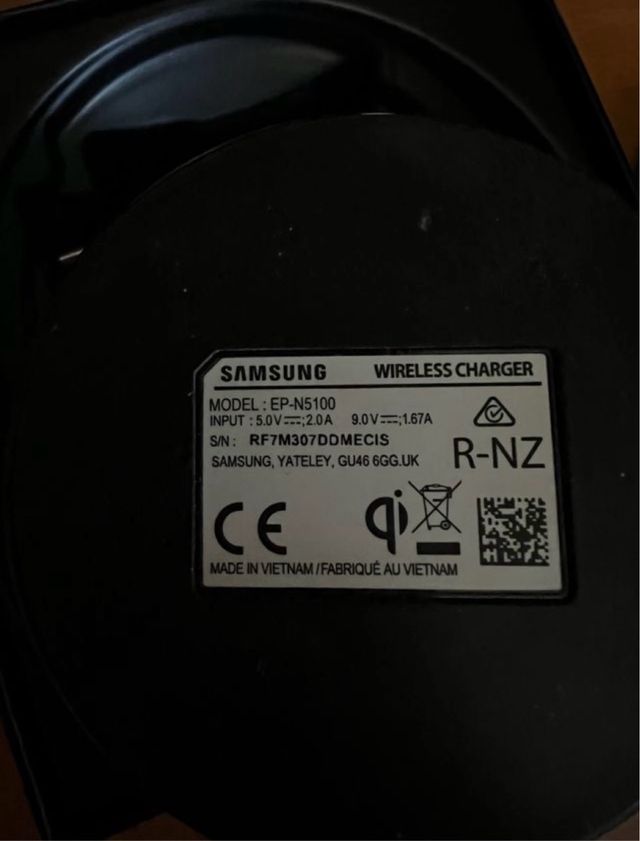 SAMSUNG WIRELESS CHARGER
MODEL : EP-N5100
INPUT : 5.0V⎓;2.0A 9.0V⎓;1.67A
S/N : RF7M307DDMECIS
SAMSUNG, YATELEY, GU46 6GG.UK
R-NZ
CE qi
MADE IN VIETNAM / FABRIQUÉ AU VIETNAM